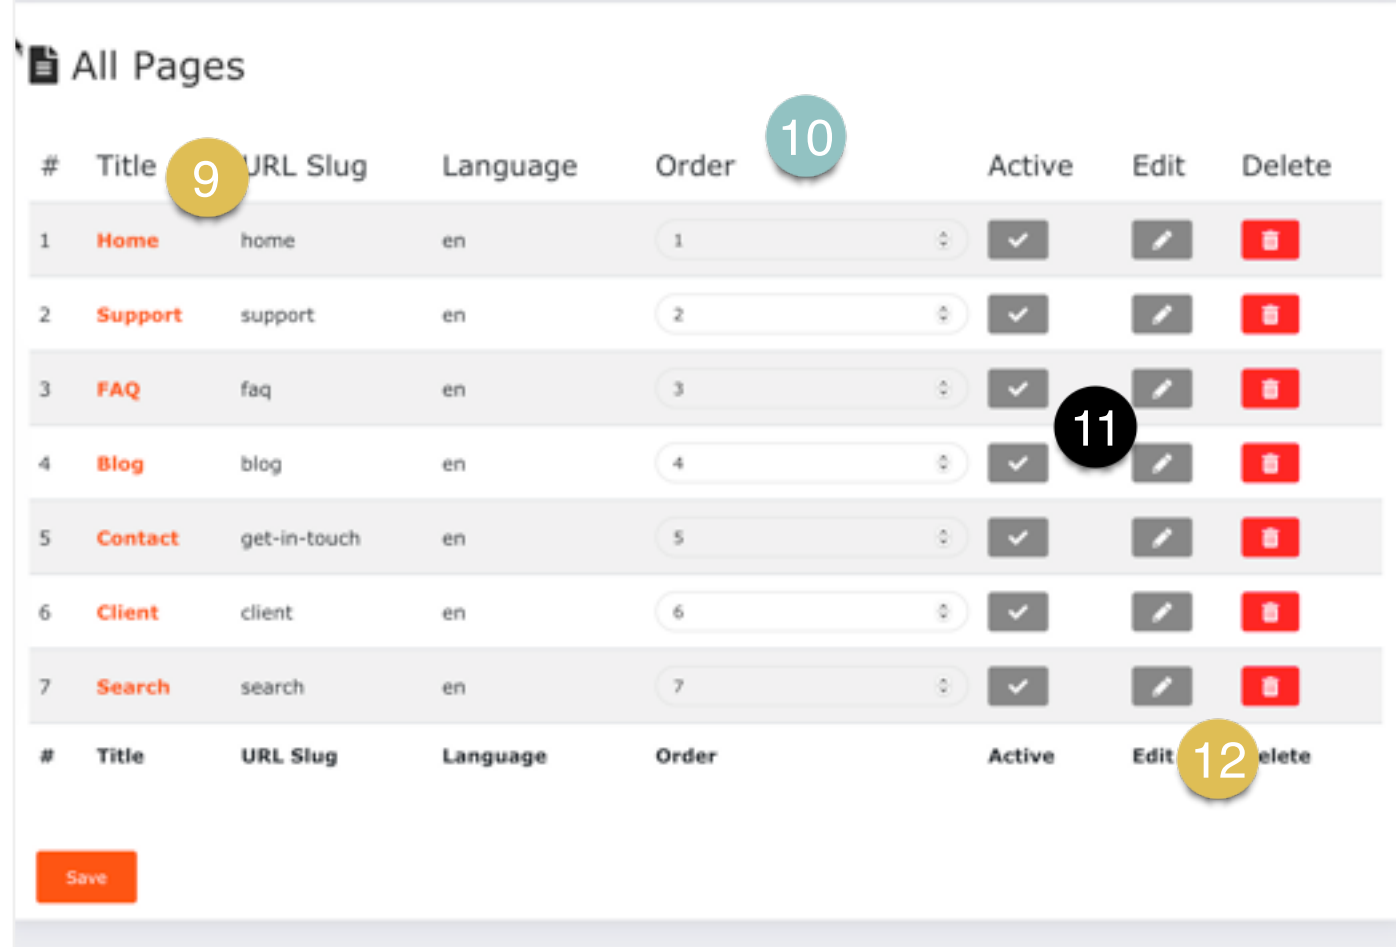 All Pages
# Title 9 URL Slug Language Order 10 Active Edit Delete
1 Home home en 1
2 Support support en 2
3 FAQ faq en 3
11
4 Blog blog en 4
5 Contact get-in-touch en 5
6 Client client en 6
7 Search search en 7
# Title URL Slug Language Order Active Edit 12 elete
Save